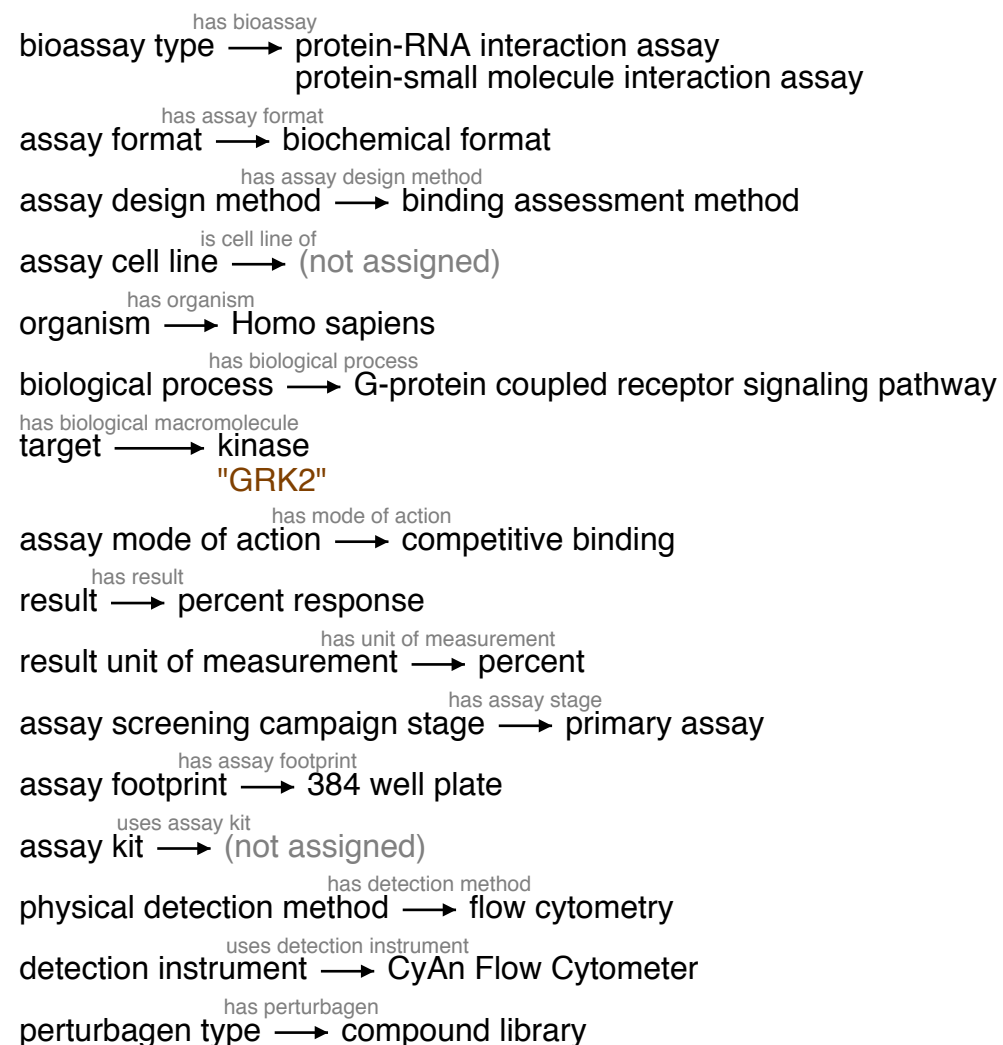 has bioassay
bioassay type → protein-RNA interaction assay
protein-small molecule interaction assay
has assay format
assay format → biochemical format
has assay design method
assay design method → binding assessment method
is cell line of
assay cell line → (not assigned)
has organism
organism → Homo sapiens
has biological process
biological process → G-protein coupled receptor signaling pathway
has biological macromolecule
target → kinase
"GRK2"
has mode of action
assay mode of action → competitive binding
has result
result → percent response
has unit of measurement
result unit of measurement → percent
has assay stage
assay screening campaign stage → primary assay
has assay footprint
assay footprint → 384 well plate
uses assay kit
assay kit → (not assigned)
has detection method
physical detection method → flow cytometry
uses detection instrument
detection instrument → CyAn Flow Cytometer
has perturbagen
perturbagen type → compound library